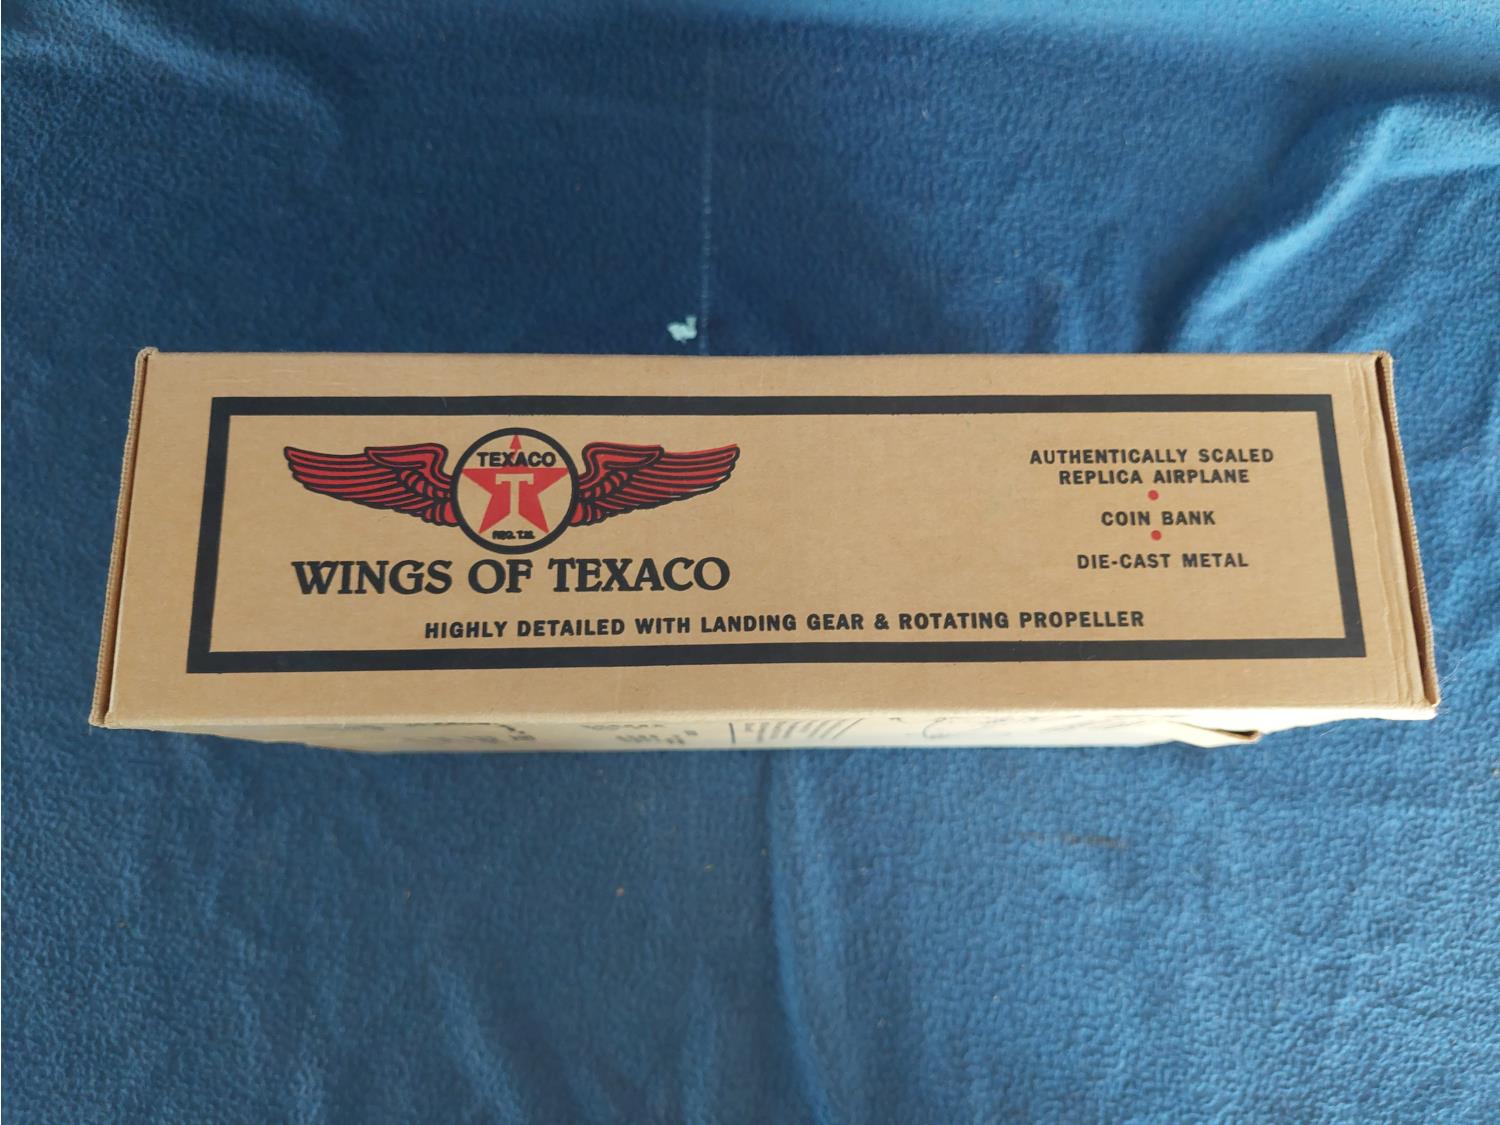 TEXACO
T
REG. T.M.
WINGS OF TEXACO
HIGHLY DETAILED WITH LANDING GEAR & ROTATING PROPELLER
AUTHENTICALLY SCALED
REPLICA AIRPLANE
COIN BANK
DIE-CAST METAL